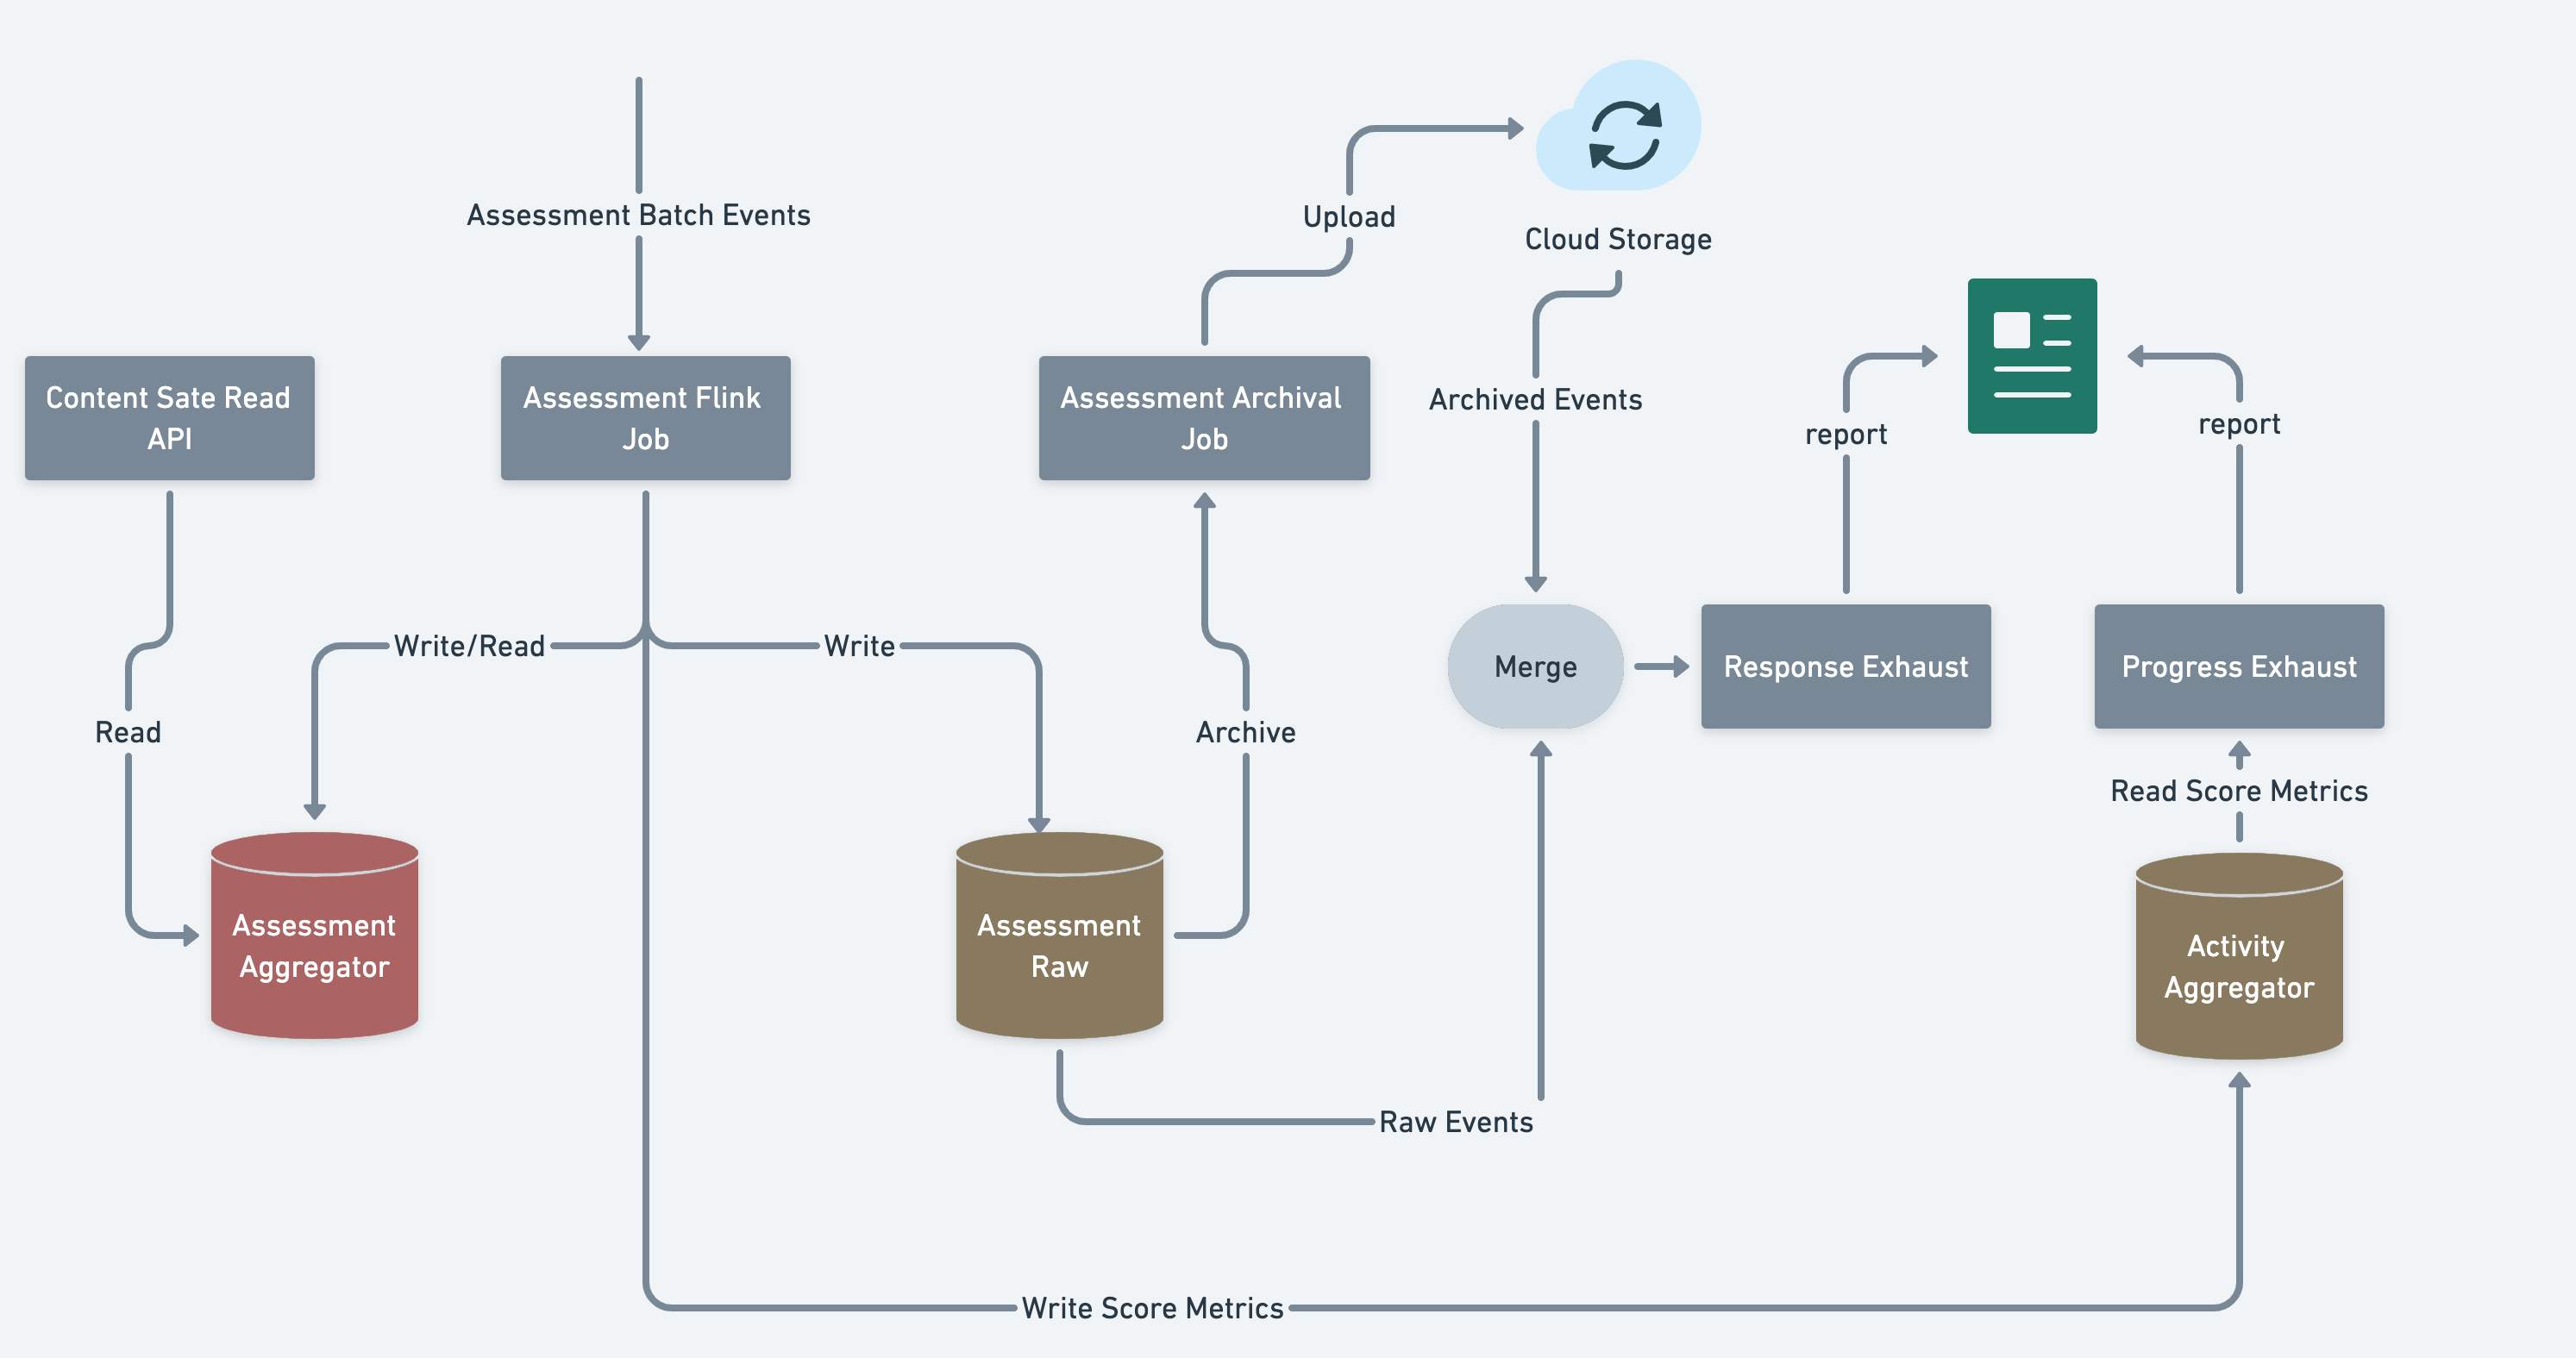 Assessment Batch Events
Upload
Cloud Storage
Content Sate Read
API
Assessment Flink
Job
Assessment Archival
Job
Archived Events
report
report
Write/Read
Write
Merge
Response Exhaust
Progress Exhaust
Read
Archive
Read Score Metrics
Assessment
Aggregator
Assessment
Raw
Activity
Aggregator
Raw Events
Write Score Metrics